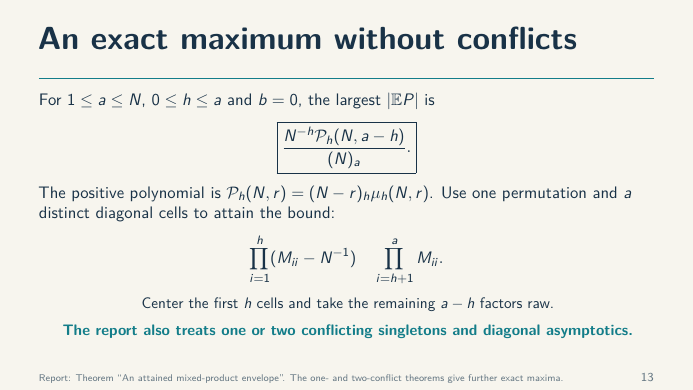 An exact maximum without conflicts
For 1 ≤ a ≤ N, 0 ≤ h ≤ a and b = 0, the largest |𝔼P| is
N^{-h} 𝒫_h(N, a − h) / (N)_a .
The positive polynomial is 𝒫_h(N, r) = (N − r)_h μ_h(N, r). Use one permutation and a
distinct diagonal cells to attain the bound:
∏_{i=1}^{h} (M_{ii} − N^{-1}) ∏_{i=h+1}^{a} M_{ii}.
Center the first h cells and take the remaining a − h factors raw.
The report also treats one or two conflicting singletons and diagonal asymptotics.
Report: Theorem “An attained mixed-product envelope”. The one- and two-conflict theorems give further exact maxima.
13